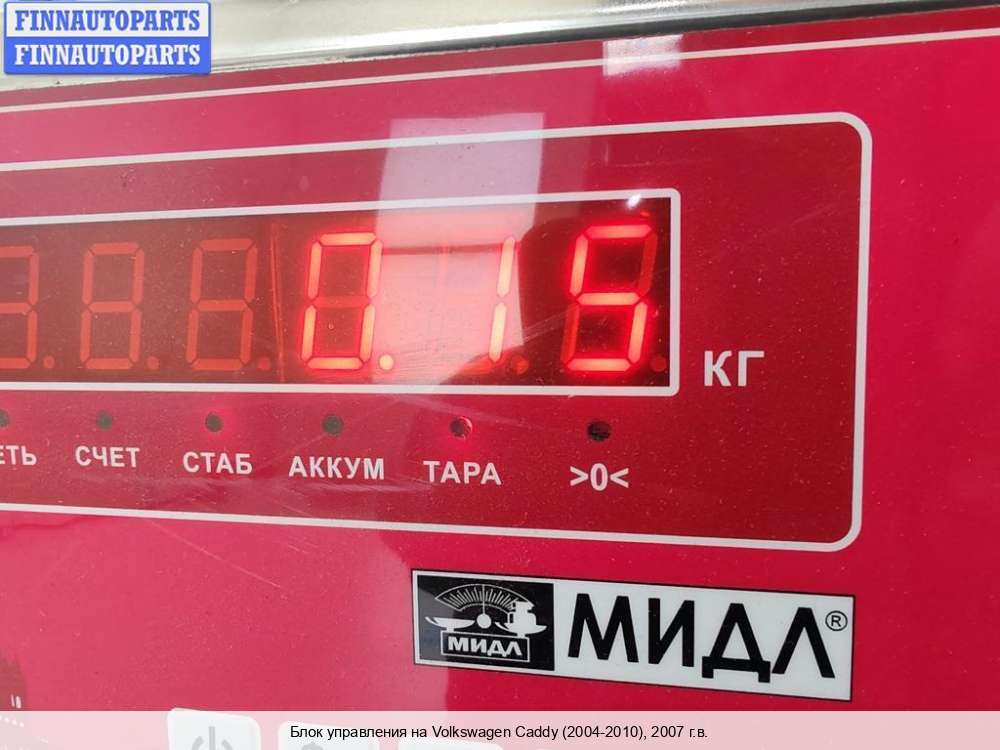 FINNAUTOPARTS
FINNAUTOPARTS
0.15
КГ
СЧЕТ СТАБ АККУМ ТАРА >0<
МИДЛ МИДЛ®
Блок управления на Volkswagen Caddy (2004-2010), 2007 г.в.